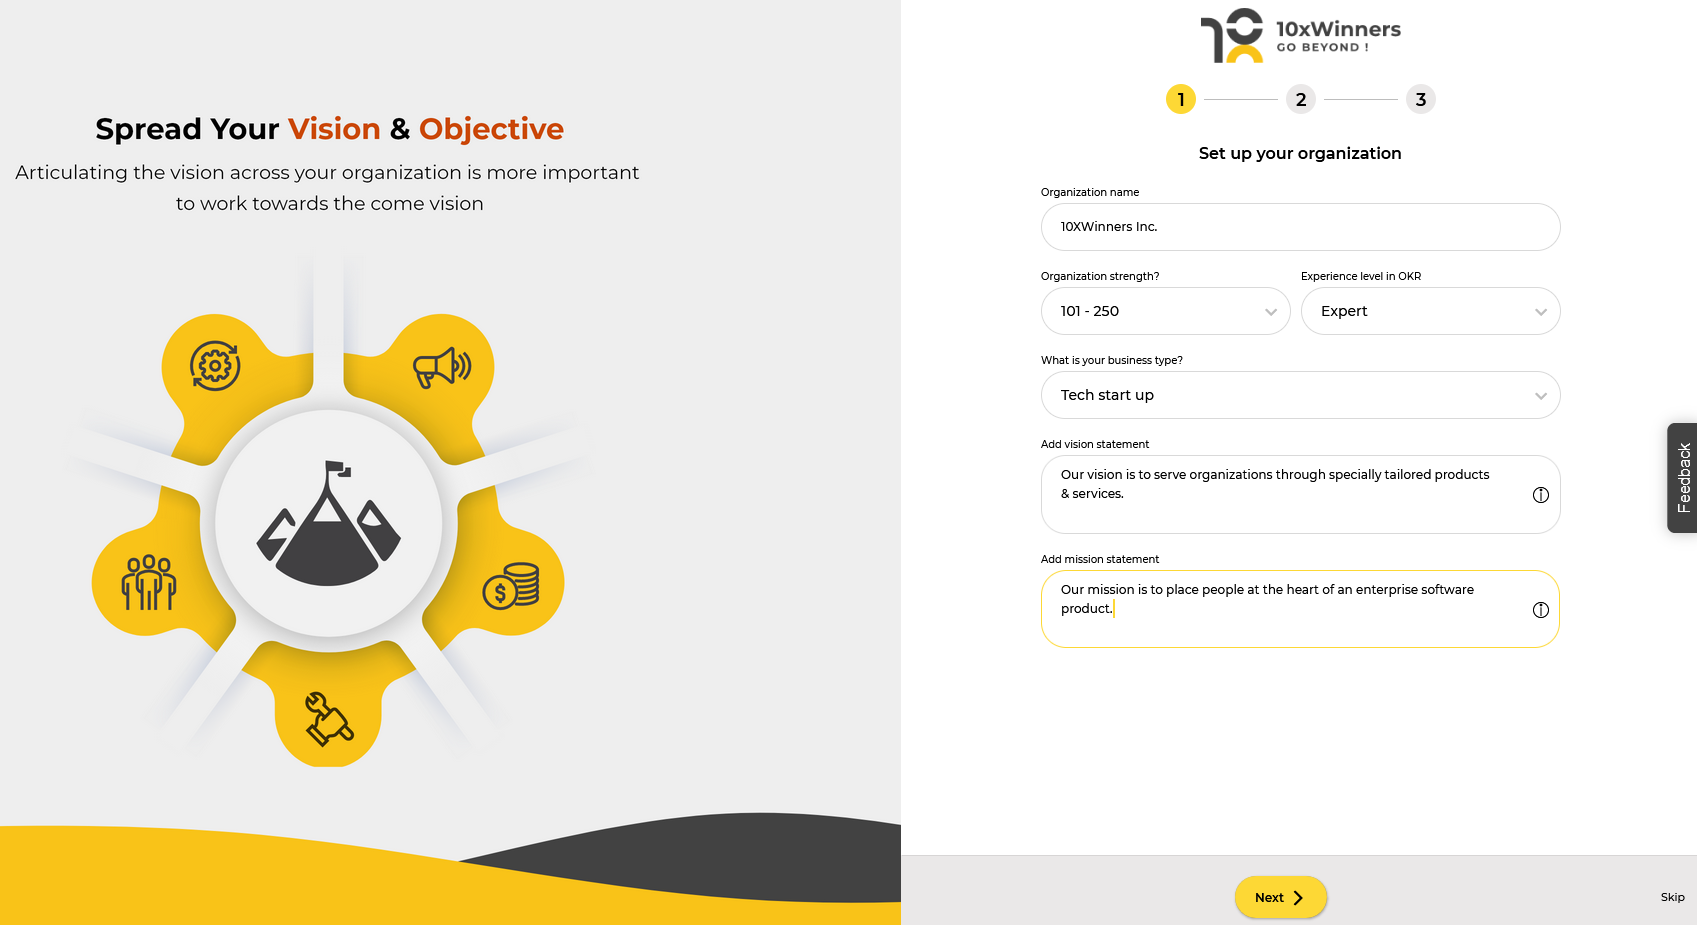 Spread Your Vision & Objective
Articulating the vision across your organization is more important
to work towards the come vision
$
10xWinners
GO BEYOND !
1 2 3
Set up your organization
Organization name
10XWinners Inc.
Organization strength? Experience level in OKR
101 - 250 Expert
What is your business type?
Tech start up
Add vision statement
Our vision is to serve organizations through specially tailored products
& services.
Add mission statement
Our mission is to place people at the heart of an enterprise software
product.
Feedback
Next
Skip